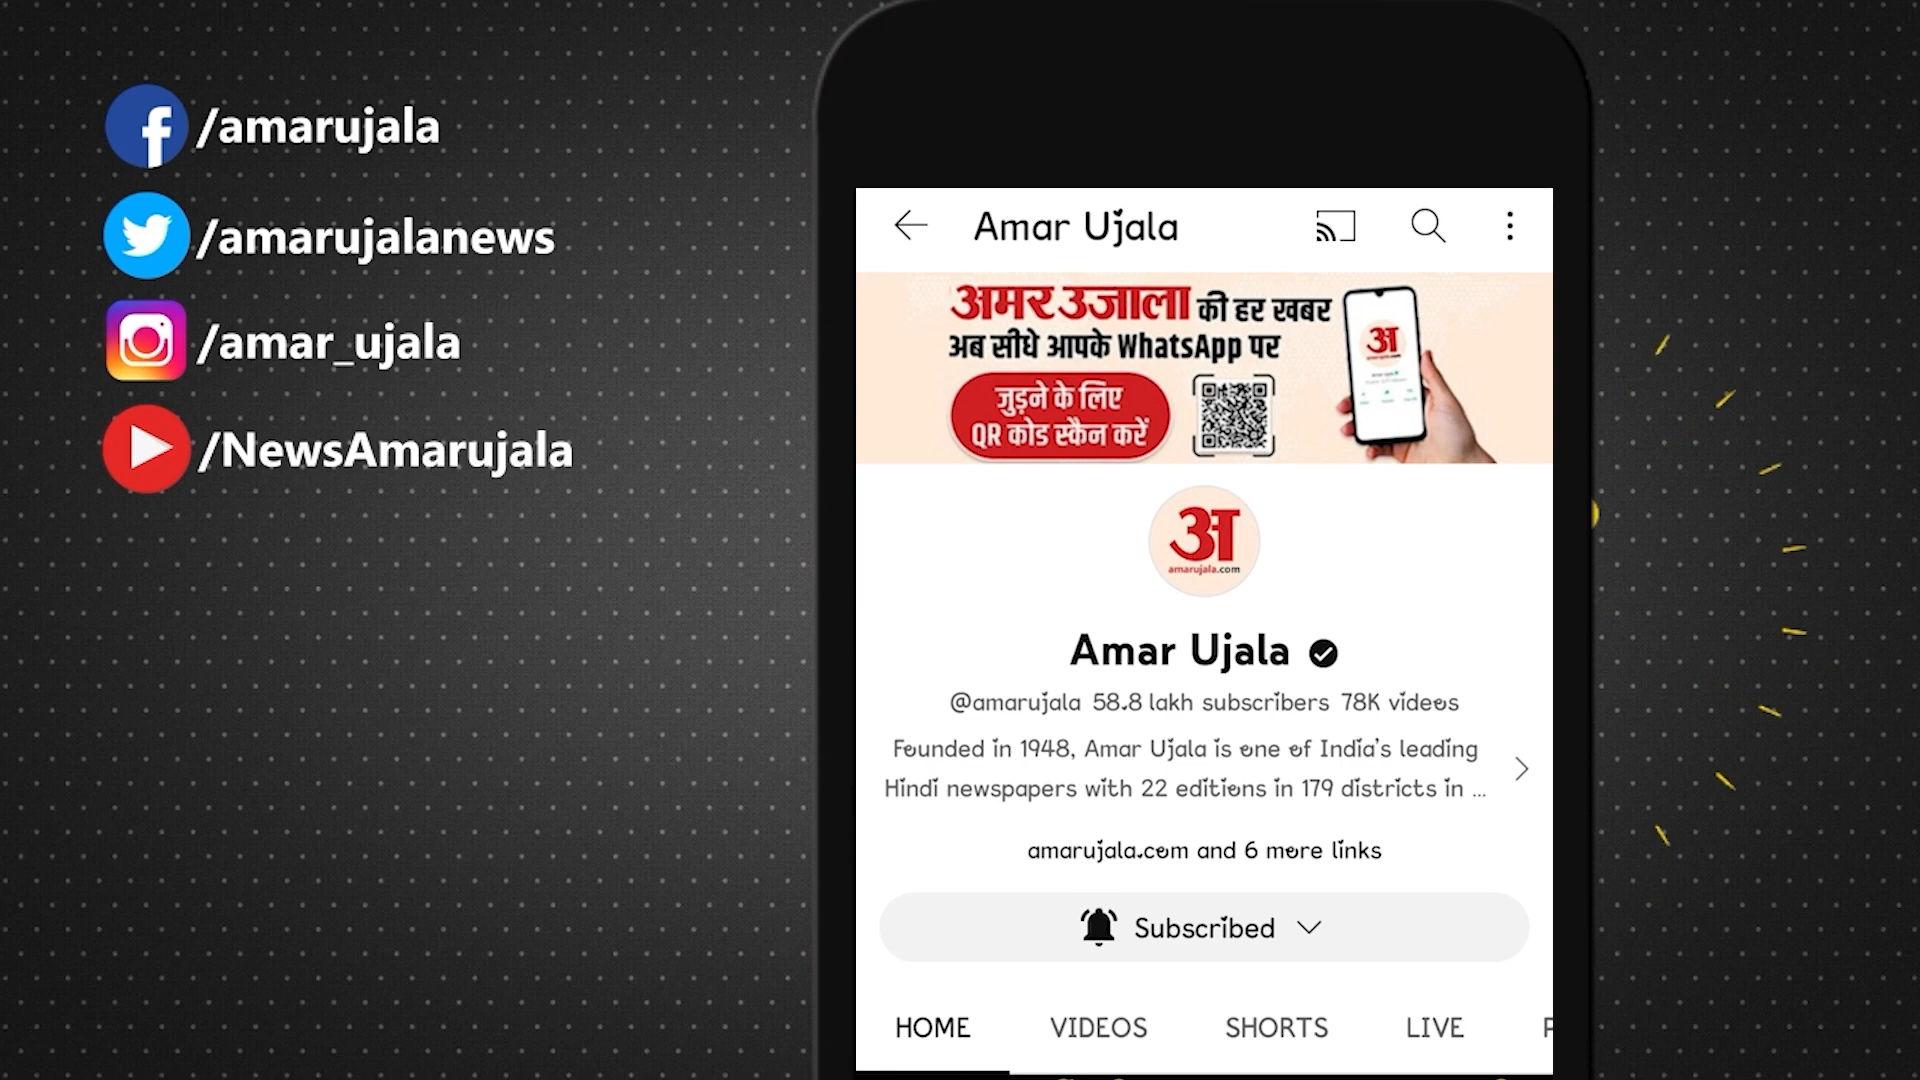 /amarujala
/amarujalanews
/amar_ujala
/NewsAmarujala
Amar Ujala
अमर उजाला की हर खबर
अब सीधे आपके WhatsApp पर
जुड़ने के लिए
QR कोड स्कैन करें
अ
amarujala.com
Amar Ujala
@amarujala 58.8 lakh subscribers 78K videos
Founded in 1948, Amar Ujala is one of India's leading
Hindi newspapers with 22 editions in 179 districts in ...
amarujala.com and 6 more links
Subscribed
HOME VIDEOS SHORTS LIVE